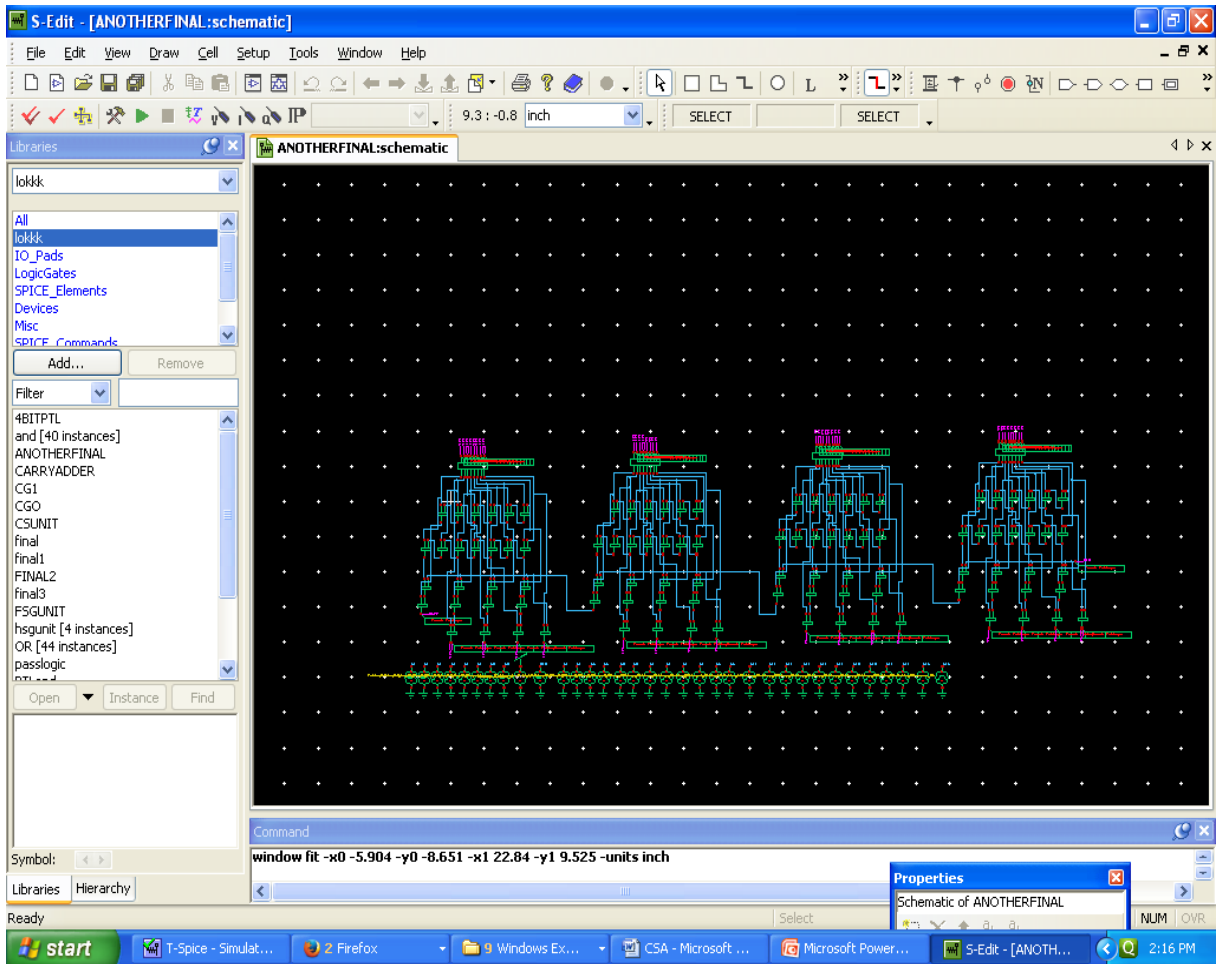 S-Edit - [ANOTHERFINAL:schematic]
File Edit View Draw Cell Setup Tools Window Help
9.3 : -0.8 inch SELECT SELECT
Libraries
ANOTHERFINAL:schematic
lokkk
All
lokkk
IO_Pads
LogicGates
SPICE_Elements
Devices
Misc
SPICE_Commands
Add... Remove
Filter
4BITPTL
and [40 instances]
ANOTHERFINAL
CARRYADDER
CG1
CGO
CSUNIT
final
final1
FINAL2
final3
FSGUNIT
hsgunit [4 instances]
OR [44 instances]
passlogic
Open Instance Find
Symbol:
Libraries Hierarchy
Command
window fit -x0 -5.904 -y0 -8.651 -x1 22.84 -y1 9.525 -units inch
Properties
Schematic of ANOTHERFINAL
Ready Select NUM OVR
start T-Spice - Simulat... 2 Firefox 9 Windows Ex... CSA - Microsoft ... Microsoft Power... S-Edit - [ANOTH... 2:16 PM